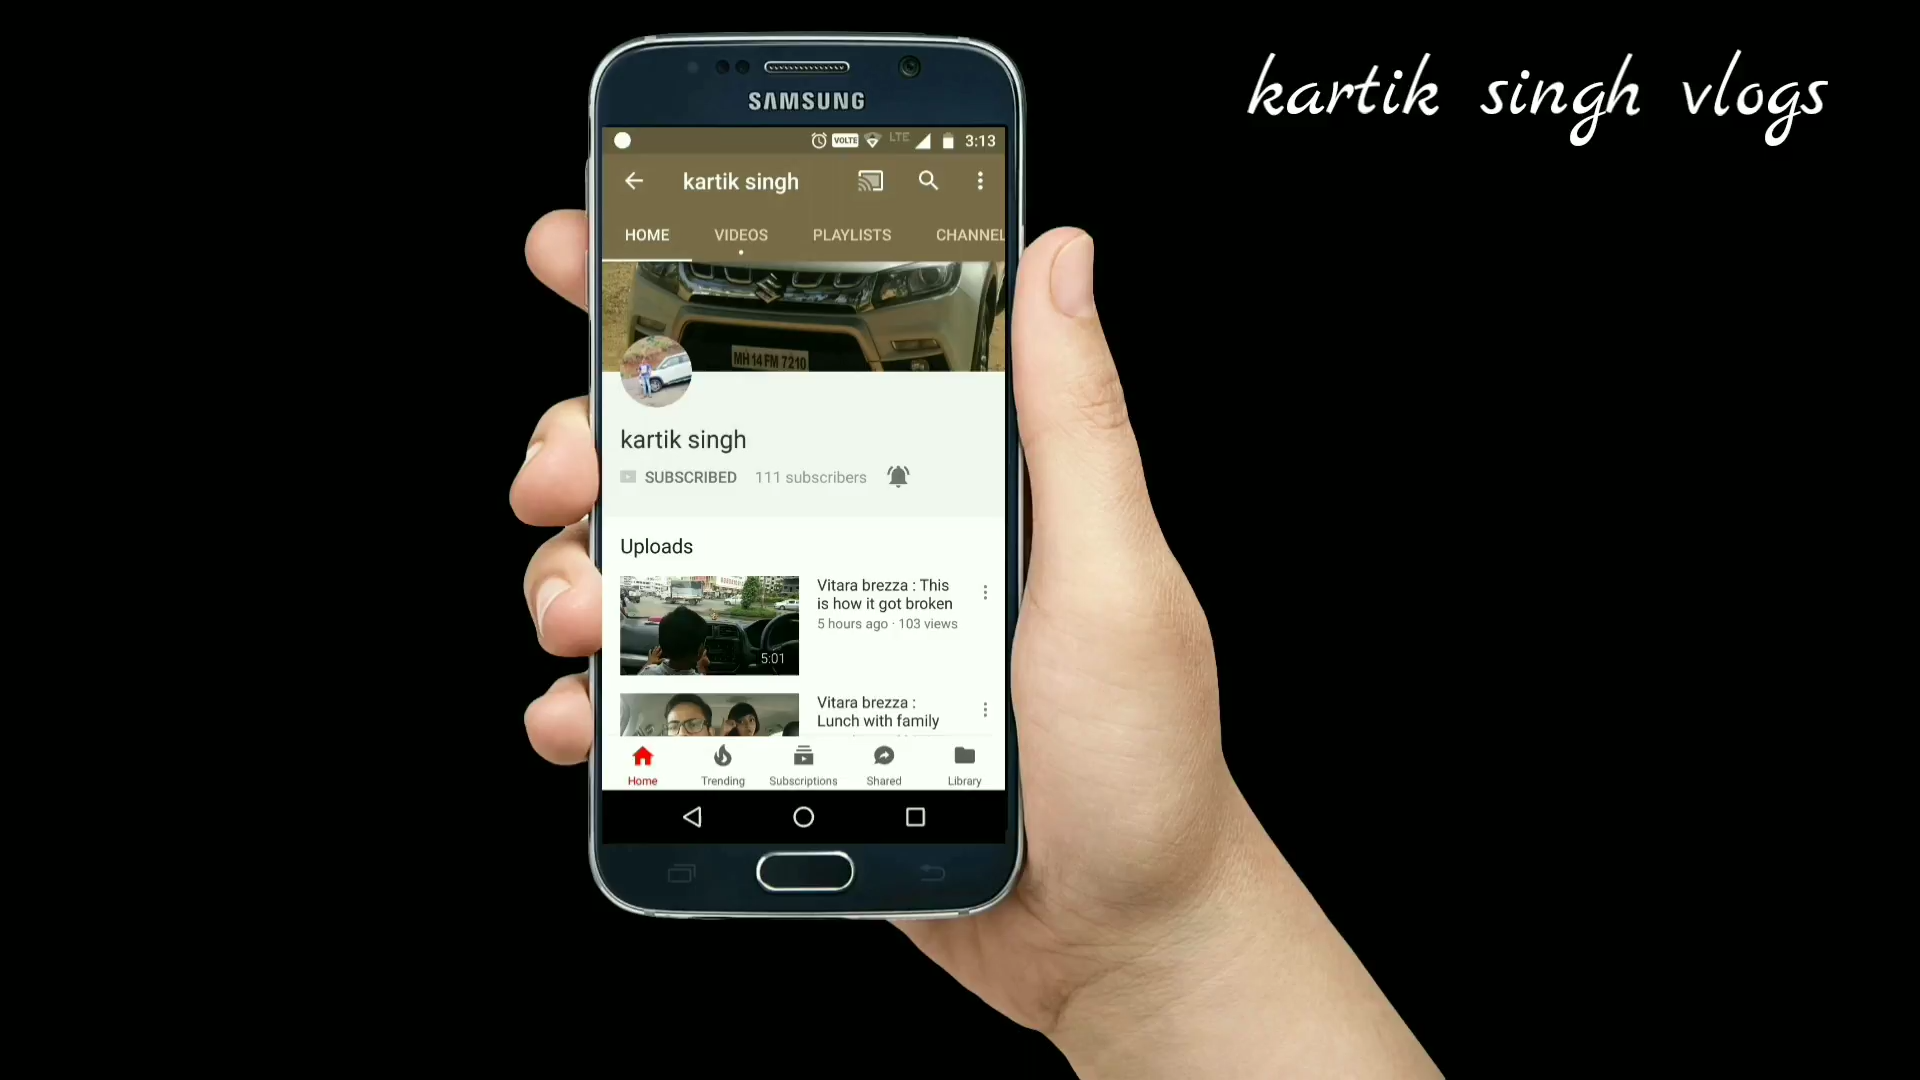 kartik singh vlogs
SAMSUNG
VOLTE LTE 3:13
kartik singh
HOME VIDEOS PLAYLISTS CHANNEL
MH 14 FM 7210
kartik singh
SUBSCRIBED 111 subscribers
Uploads
Vitara brezza : This
is how it got broken
5 hours ago · 103 views
5:01
Vitara brezza :
Lunch with family
Home Trending Subscriptions Shared Library